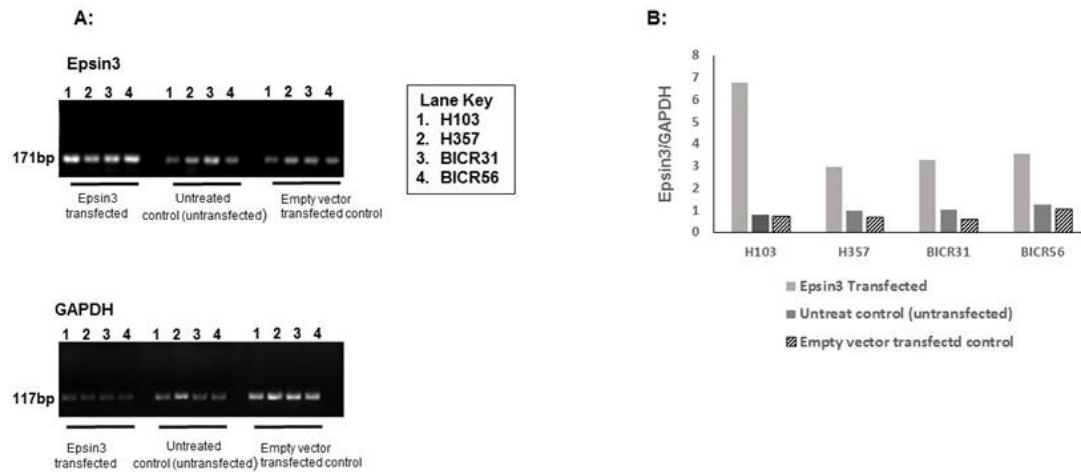 A:
Epsin3
1 2 3 4 1 2 3 4 1 2 3 4
171bp
Epsin3
transfected
Untreated
control (untransfected)
Empty vector
transfected control
Lane Key
1. H103
2. H357
3. BICR31
4. BICR56
GAPDH
1 2 3 4 1 2 3 4 1 2 3 4
117bp
Epsin3
transfected
Untreated
control (untransfected)
Empty vector
transfected control
B:
Epsin3/GAPDH
8
7
6
5
4
3
2
1
0
H103 H357 BICR31 BICR56
Epsin3 Transfected
Untreat control (untransfected)
Empty vector transfectd control